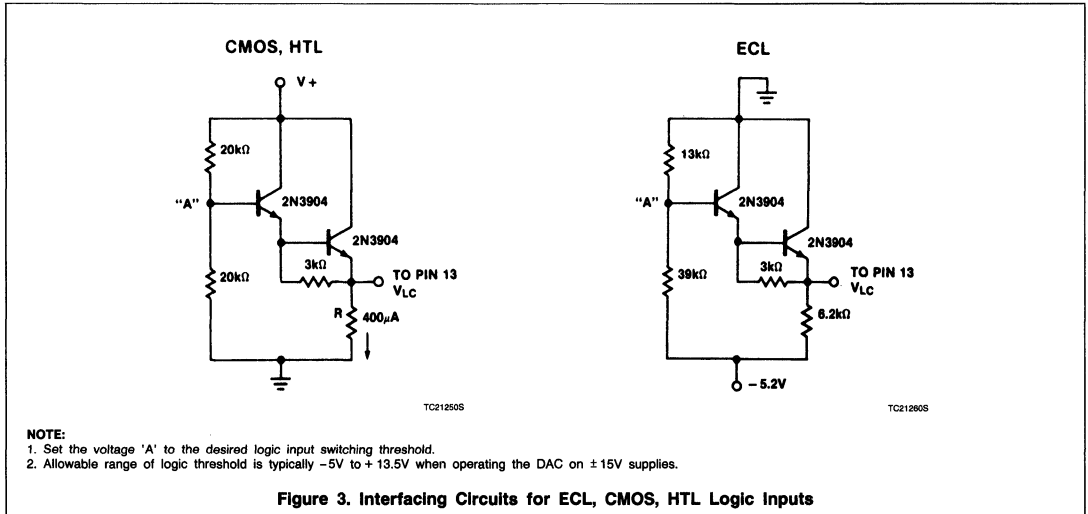 CMOS, HTL
V +
20kΩ
"A"
2N3904
2N3904
3kΩ
20kΩ
TO PIN 13
VLC
R
400μA
TC21250S
ECL
13kΩ
"A"
2N3904
2N3904
3kΩ
39kΩ
TO PIN 13
VLC
6.2kΩ
– 5.2V
TC21260S
NOTE:
1. Set the voltage 'A' to the desired logic input switching threshold.
2. Allowable range of logic threshold is typically –5V to + 13.5V when operating the DAC on ± 15V supplies.
Figure 3. Interfacing Circuits for ECL, CMOS, HTL Logic Inputs